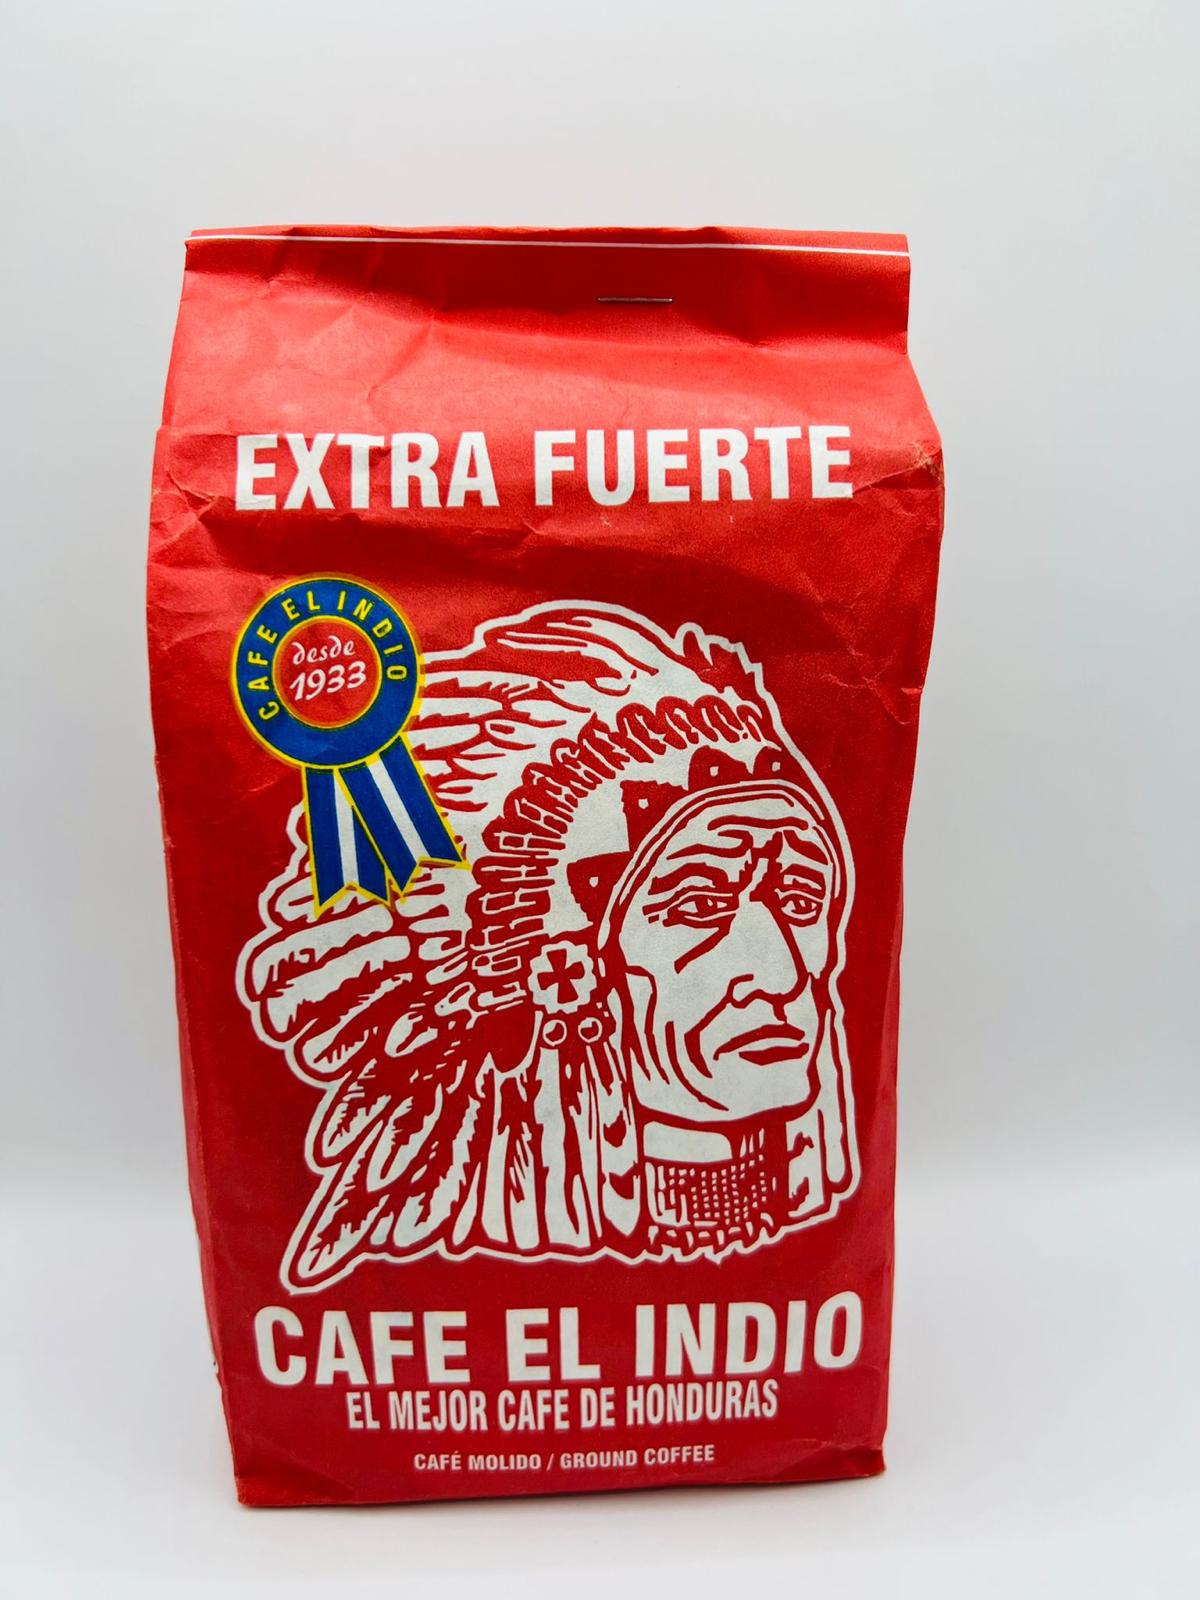 EXTRA FUERTE
CAFE EL INDIO
desde
1933
CAFE EL INDIO
EL MEJOR CAFE DE HONDURAS
CAFÉ MOLIDO / GROUND COFFEE